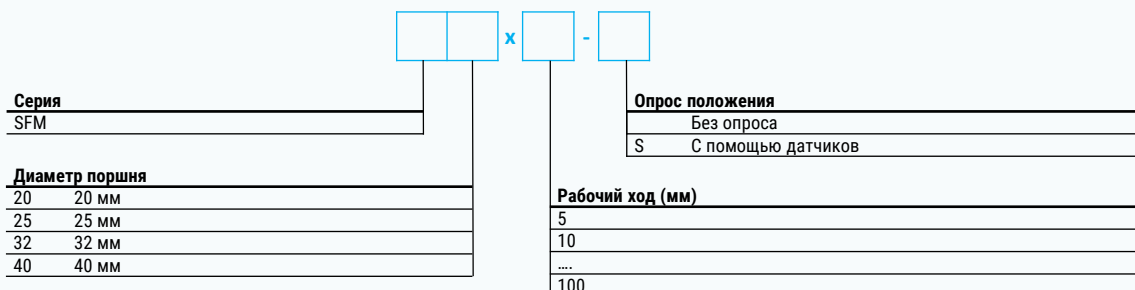 x -
Серия
SFM
Диаметр поршня
20 20 мм
25 25 мм
32 32 мм
40 40 мм
Опрос положения
Без опроса
S С помощью датчиков
Рабочий ход (мм)
5
10
....
100